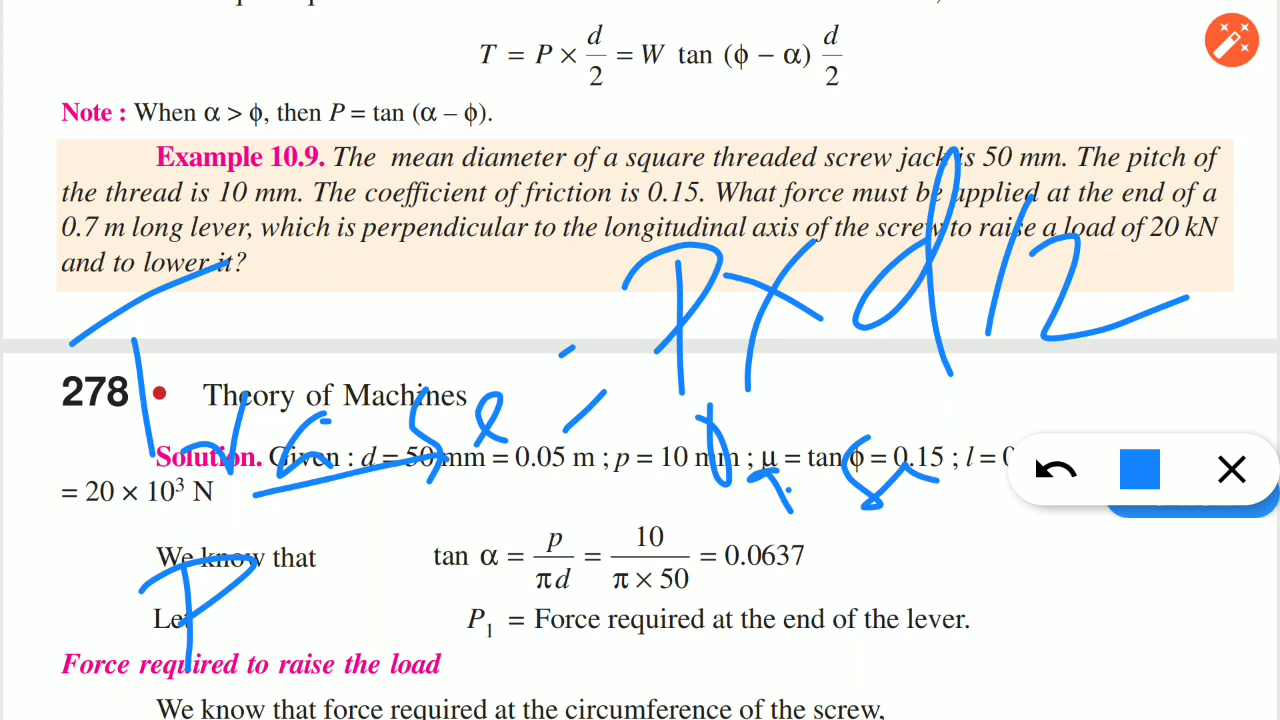 T = P × d/2 = W tan (ϕ − α) d/2
Note : When α > ϕ, then P = tan (α – ϕ).
Example 10.9. The mean diameter of a square threaded screw jack is 50 mm. The pitch of
the thread is 10 mm. The coefficient of friction is 0.15. What force must be applied at the end of a
0.7 m long lever, which is perpendicular to the longitudinal axis of the screw to raise a load of 20 kN
and to lower it?
P × d/2
278 • Theory of Machines
Solution. Given : d = 50 mm = 0.05 m ; p = 10 mm ; μ = tan ϕ = 0.15 ; l =
= 20 × 10³ N
We know that tan α = p/πd = 10/π × 50 = 0.0637
P
Let P₁ = Force required at the end of the lever.
Force required to raise the load
We know that force required at the circumference of the screw,